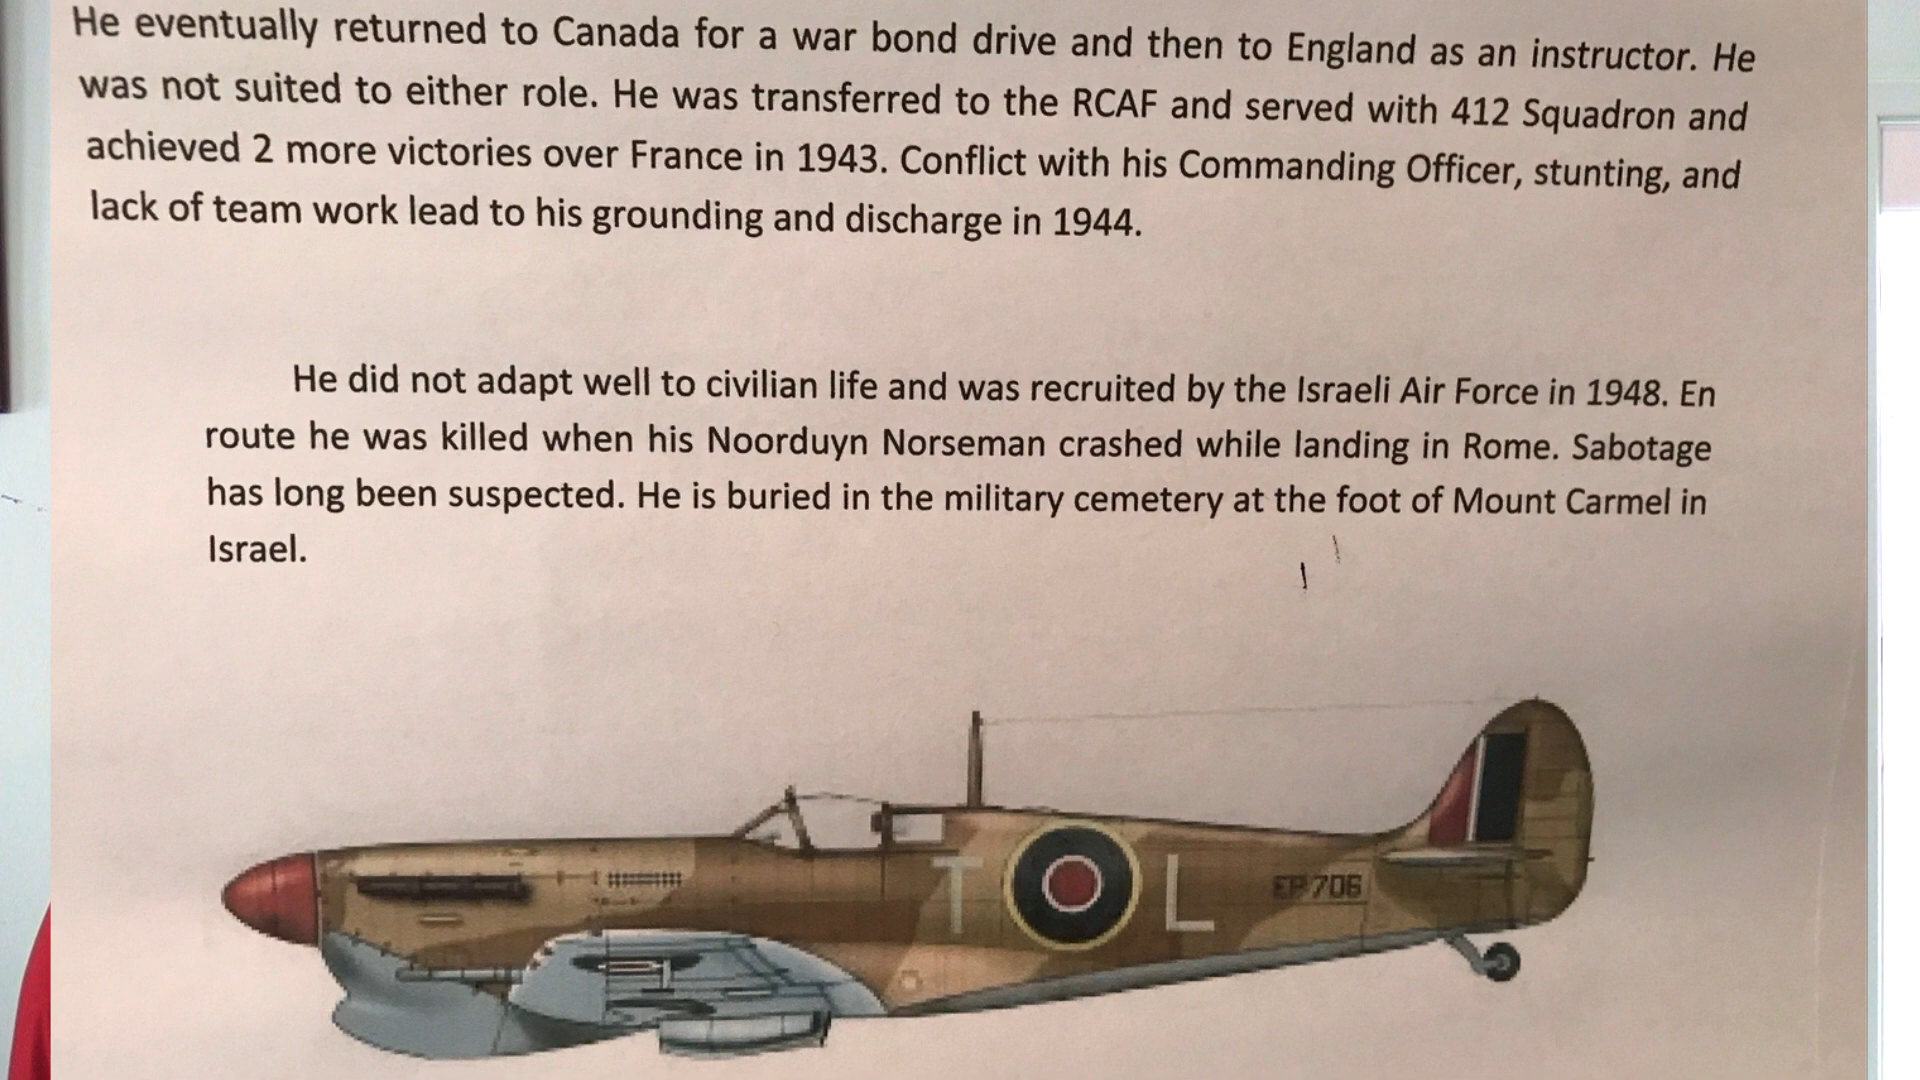 He eventually returned to Canada for a war bond drive and then to England as an instructor. He
was not suited to either role. He was transferred to the RCAF and served with 412 Squadron and
achieved 2 more victories over France in 1943. Conflict with his Commanding Officer, stunting, and
lack of team work lead to his grounding and discharge in 1944.
He did not adapt well to civilian life and was recruited by the Israeli Air Force in 1948. En
route he was killed when his Noorduyn Norseman crashed while landing in Rome. Sabotage
has long been suspected. He is buried in the military cemetery at the foot of Mount Carmel in
Israel.
T L
EP706